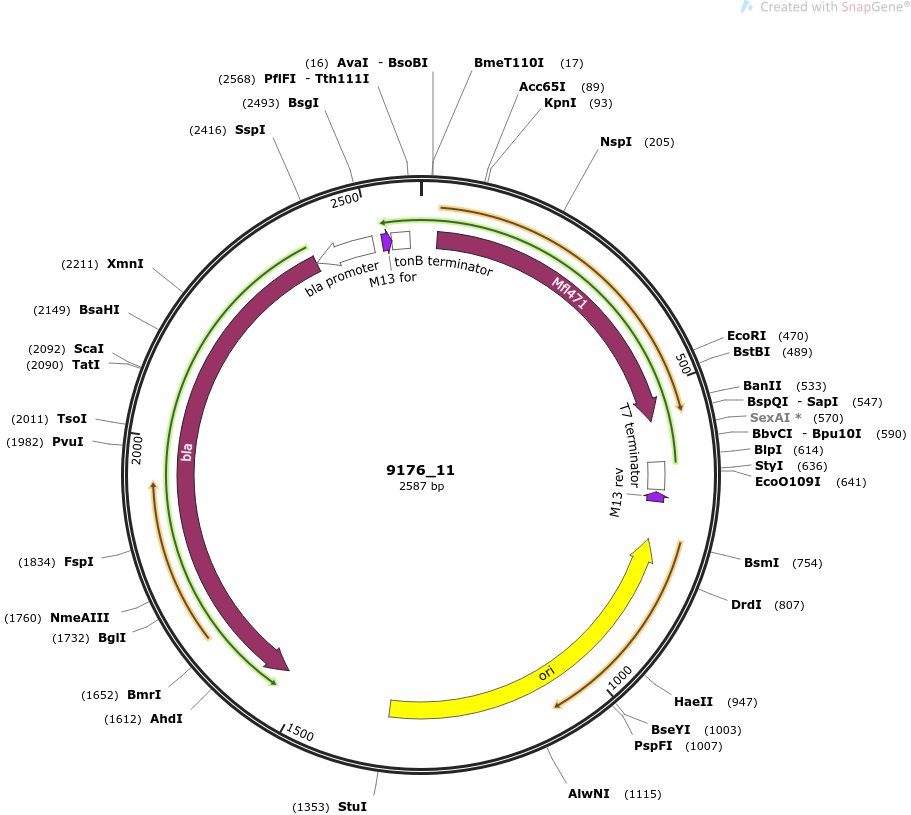 Created with SnapGene®
(16) AvaI - BsoBI
BmeT110I (17)
(2568) PflFI - Tth111I
Acc65I (89)
(2493) BsgI
KpnI (93)
(2416) SspI
NspI (205)
2500
tonB terminator
bla promoter
M13 for
Mfl471
(2211) XmnI
(2149) BsaHI
EcoRI (470)
(2092) ScaI
BstBI (489)
(2090) TatI
500
BanII (533)
BspQI - SapI (547)
(2011) TsoI
SexAI * (570)
(1982) PvuI
BbvCI - Bpu10I (590)
2000
bla
T7 terminator
BlpI (614)
9176_11
StyI (636)
2587 bp
EcoO109I (641)
M13 rev
(1834) FspI
BsmI (754)
(1760) NmeAIII
DrdI (807)
(1732) BglI
ori
1000
(1652) BmrI
HaeII (947)
(1612) AhdI
BseYI (1003)
1500
PspFI (1007)
AlwNI (1115)
(1353) StuI